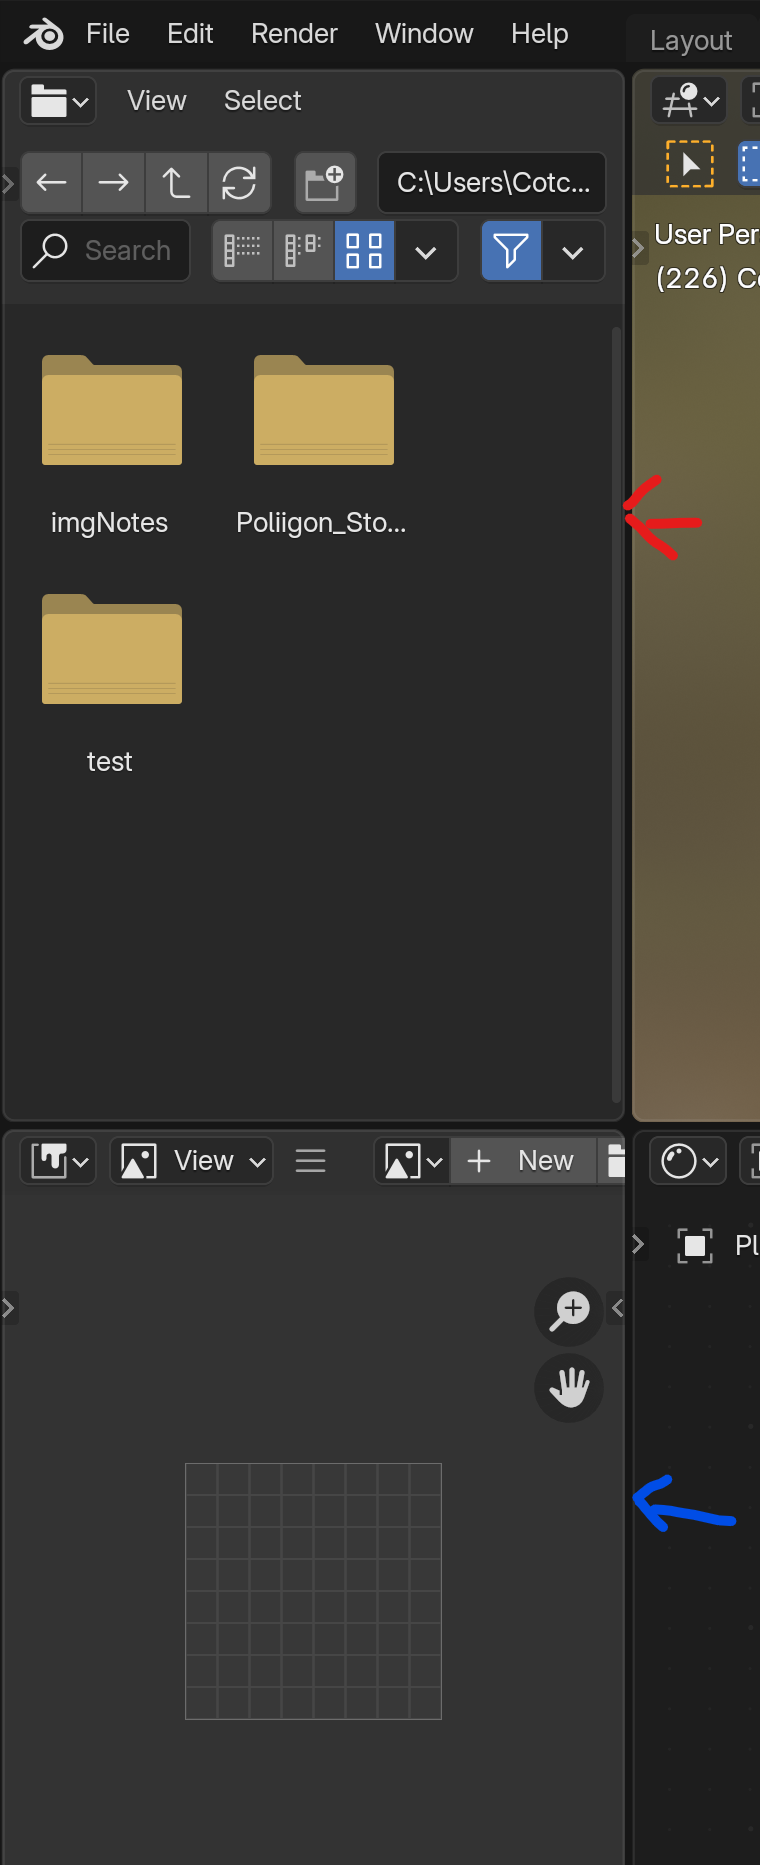 File Edit Render Window Help Layout
View Select
C:\Users\Cotc...
Search
User Per
(226) Co
imgNotes Poliigon_Sto...
test
View New
Pl